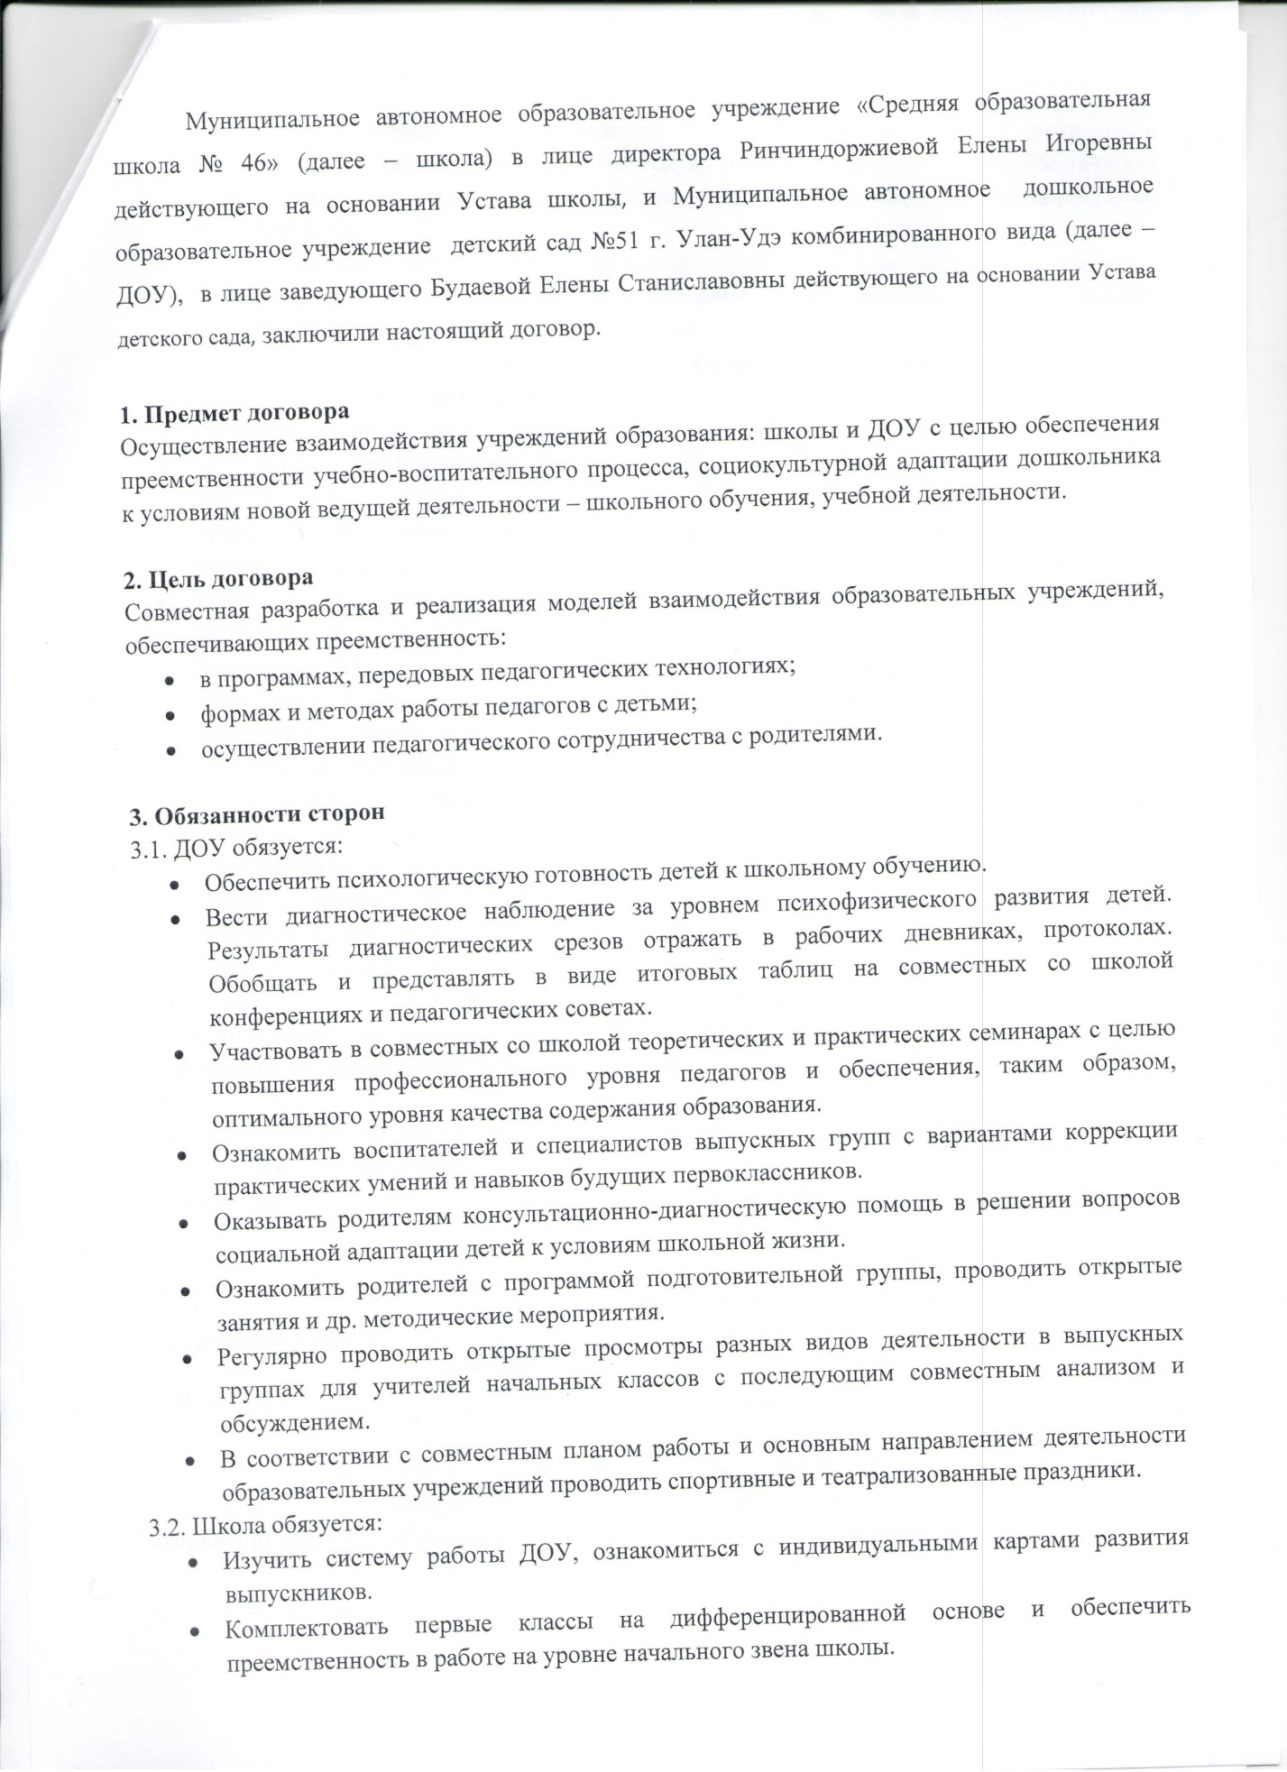 Муниципальное автономное образовательное учреждение «Средняя образовательная
школа № 46» (далее – школа) в лице директора Ринчиндоржиевой Елены Игоревны
действующего на основании Устава школы, и Муниципальное автономное дошкольное
образовательное учреждение детский сад №51 г. Улан-Удэ комбинированного вида (далее –
ДОУ), в лице заведующего Будаевой Елены Станиславовны действующего на основании Устава
детского сада, заключили настоящий договор.
1. Предмет договора
Осуществление взаимодействия учреждений образования: школы и ДОУ с целью обеспечения
преемственности учебно-воспитательного процесса, социокультурной адаптации дошкольника
к условиям новой ведущей деятельности – школьного обучения, учебной деятельности.
2. Цель договора
Совместная разработка и реализация моделей взаимодействия образовательных учреждений,
обеспечивающих преемственность:
• в программах, передовых педагогических технологиях;
• формах и методах работы педагогов с детьми;
• осуществлении педагогического сотрудничества с родителями.
3. Обязанности сторон
3.1. ДОУ обязуется:
• Обеспечить психологическую готовность детей к школьному обучению.
• Вести диагностическое наблюдение за уровнем психофизического развития детей.
Результаты диагностических срезов отражать в рабочих дневниках, протоколах.
Обобщать и представлять в виде итоговых таблиц на совместных со школой
конференциях и педагогических советах.
• Участвовать в совместных со школой теоретических и практических семинарах с целью
повышения профессионального уровня педагогов и обеспечения, таким образом,
оптимального уровня качества содержания образования.
• Ознакомить воспитателей и специалистов выпускных групп с вариантами коррекции
практических умений и навыков будущих первоклассников.
• Оказывать родителям консультационно-диагностическую помощь в решении вопросов
социальной адаптации детей к условиям школьной жизни.
• Ознакомить родителей с программой подготовительной группы, проводить открытые
занятия и др. методические мероприятия.
• Регулярно проводить открытые просмотры разных видов деятельности в выпускных
группах для учителей начальных классов с последующим совместным анализом и
обсуждением.
• В соответствии с совместным планом работы и основным направлением деятельности
образовательных учреждений проводить спортивные и театрализованные праздники.
3.2. Школа обязуется:
• Изучить систему работы ДОУ, ознакомиться с индивидуальными картами развития
выпускников.
• Комплектовать первые классы на дифференцированной основе и обеспечить
преемственность в работе на уровне начального звена школы.